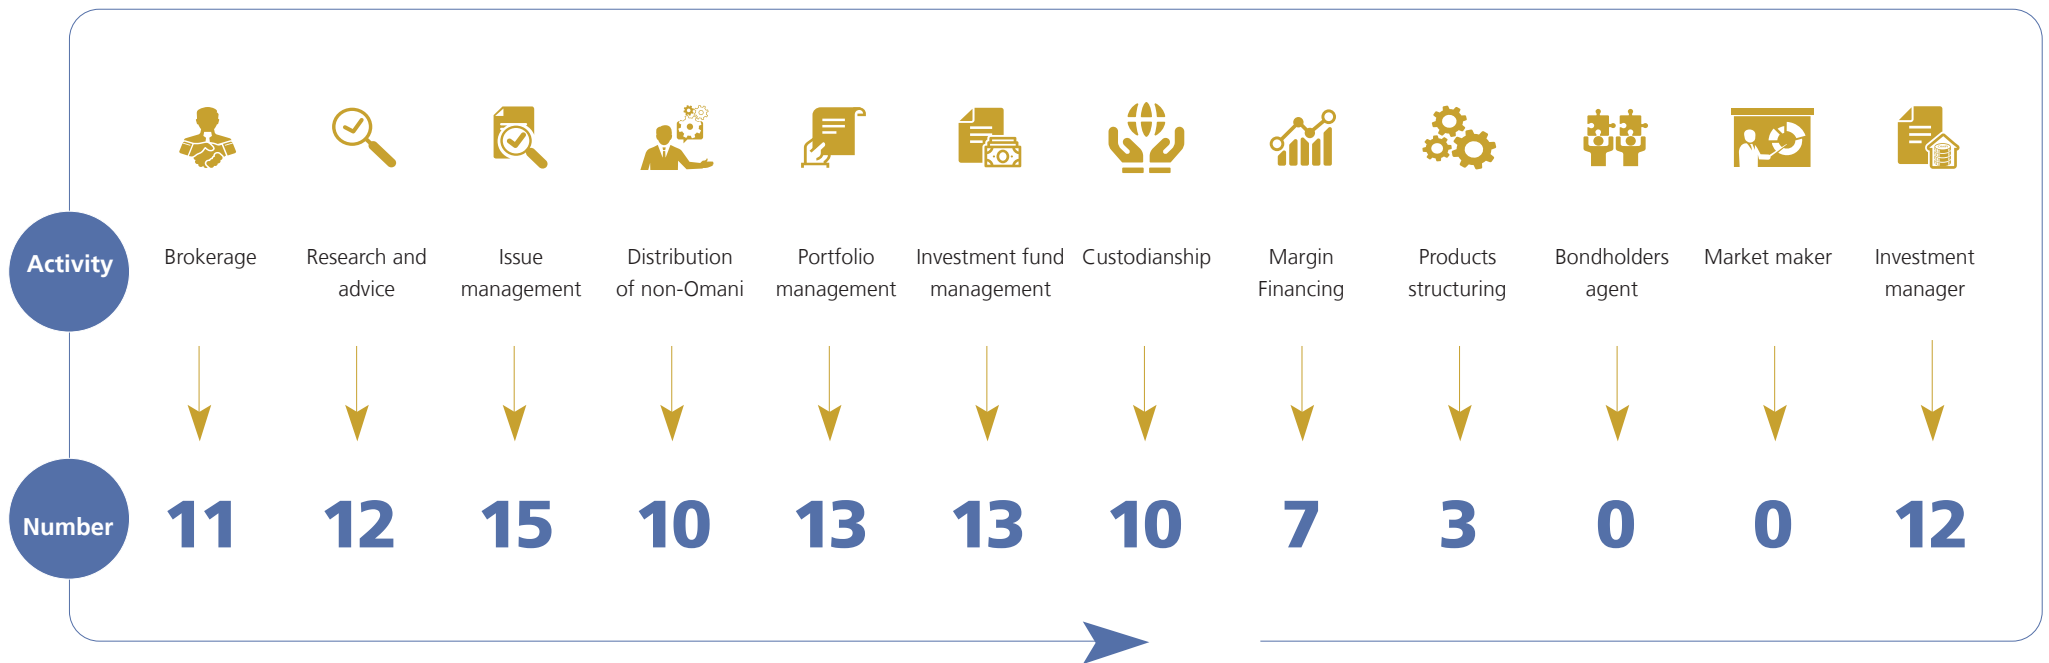 Activity
Brokerage
Research and
advice
Issue
management
Distribution
of non-Omani
Portfolio
management
Investment fund
management
Custodianship
Margin
Financing
Products
structuring
Bondholders
agent
Market maker
Investment
manager
Number
11
12
15
10
13
13
10
7
3
0
0
12